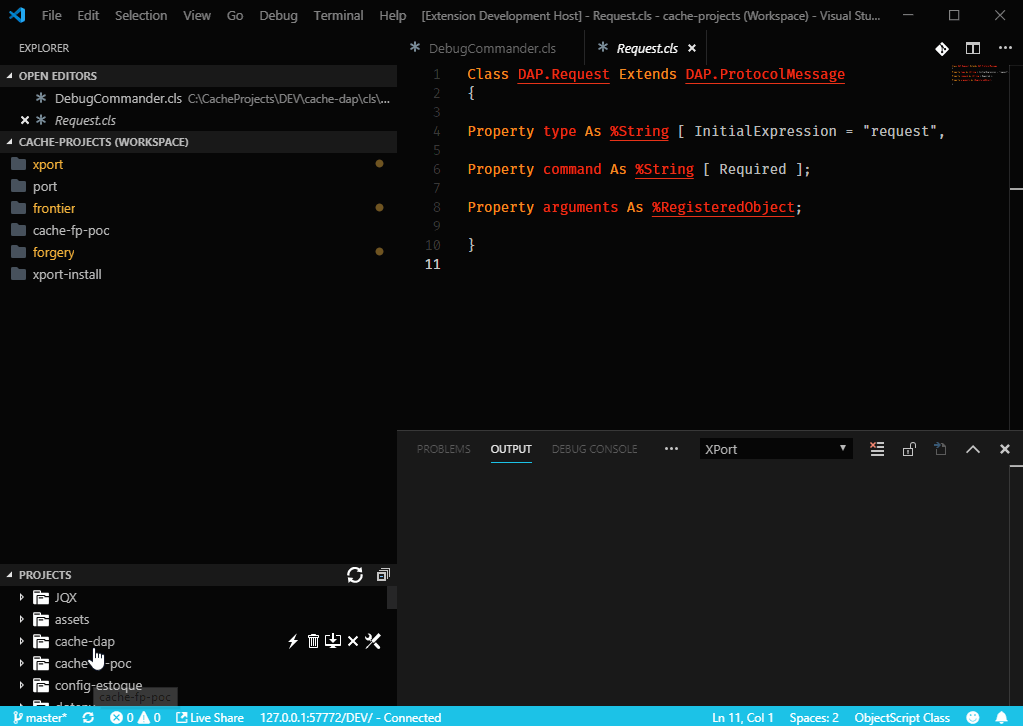 File Edit Selection View Go Debug Terminal Help [Extension Development Host] - Request.cls - cache-projects (Workspace) - Visual Stu...
EXPLORER
OPEN EDITORS
DebugCommander.cls C:\CacheProjects\DEV\cache-dap\cls\...
Request.cls
CACHE-PROJECTS (WORKSPACE)
xport
port
frontier
cache-fp-poc
forgery
xport-install
DebugCommander.cls Request.cls
1 Class DAP.Request Extends DAP.ProtocolMessage
2 {
3
4 Property type As %String [ InitialExpression = "request",
5
6 Property command As %String [ Required ];
7
8 Property arguments As %RegisteredObject;
9
10 }
11
PROBLEMS OUTPUT DEBUG CONSOLE XPort
PROJECTS
JQX
assets
cache-dap
cache-fp-poc
config-estoque
cache-fp-poc
master* 0 0 Live Share 127.0.0.1:57772/DEV/ - Connected Ln 11, Col 1 Spaces: 2 ObjectScript Class